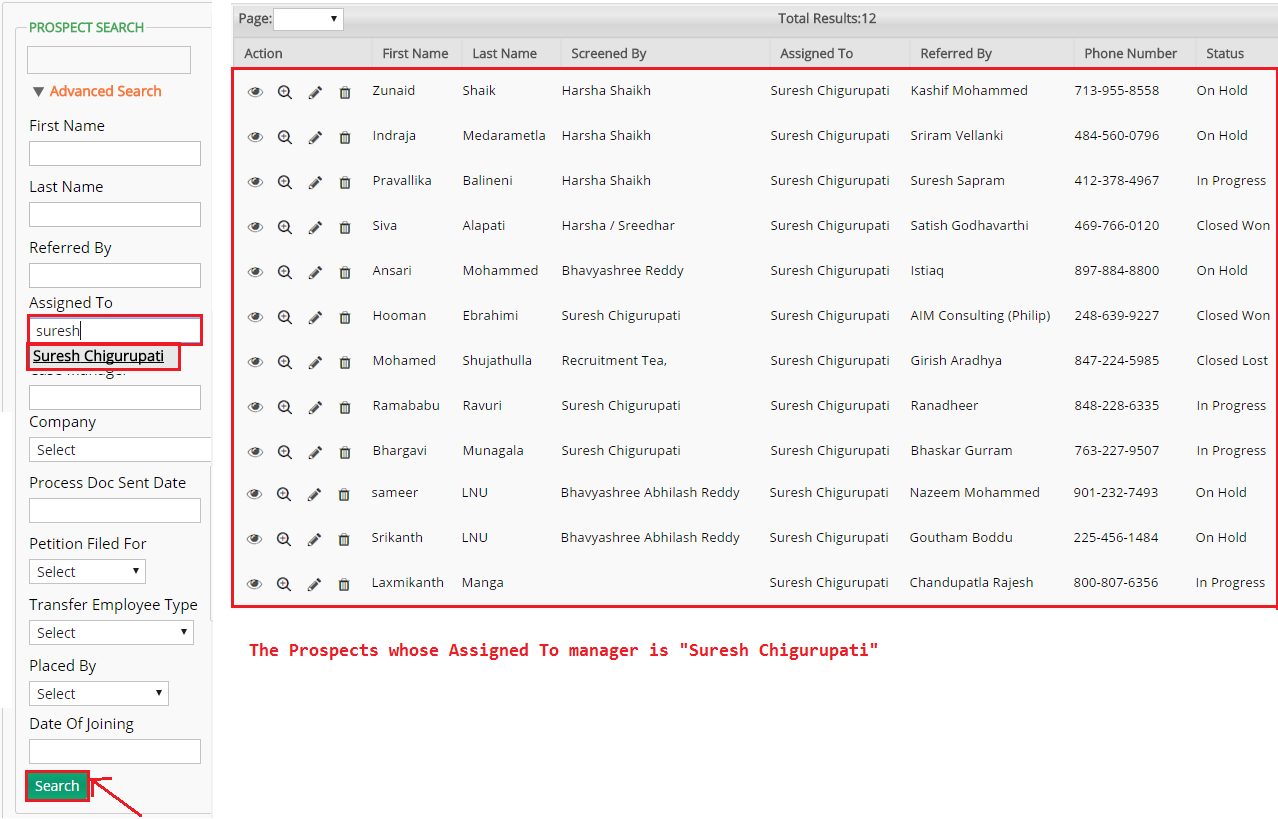 PROSPECT SEARCH
Advanced Search
First Name
Last Name
Referred By
Assigned To
suresh
Suresh Chigurupati
Case Manager
Company
Select
Process Doc Sent Date
Petition Filed For
Select
Transfer Employee Type
Select
Placed By
Select
Date Of Joining
Search
Page: Total Results:12
Action First Name Last Name Screened By Assigned To Referred By Phone Number Status
Zunaid Shaik Harsha Shaikh Suresh Chigurupati Kashif Mohammed 713-955-8558 On Hold
Indraja Medarametla Harsha Shaikh Suresh Chigurupati Sriram Vellanki 484-560-0796 On Hold
Pravallika Balineni Harsha Shaikh Suresh Chigurupati Suresh Sapram 412-378-4967 In Progress
Siva Alapati Harsha / Sreedhar Suresh Chigurupati Satish Godhavarthi 469-766-0120 Closed Won
Ansari Mohammed Bhavyashree Reddy Suresh Chigurupati Istiaq 897-884-8800 On Hold
Hooman Ebrahimi Suresh Chigurupati Suresh Chigurupati AIM Consulting (Philip) 248-639-9227 Closed Won
Mohamed Shujathulla Recruitment Tea, Suresh Chigurupati Girish Aradhya 847-224-5985 Closed Lost
Ramababu Ravuri Suresh Chigurupati Suresh Chigurupati Ranadheer 848-228-6335 In Progress
Bhargavi Munagala Suresh Chigurupati Suresh Chigurupati Bhaskar Gurram 763-227-9507 In Progress
sameer LNU Bhavyashree Abhilash Reddy Suresh Chigurupati Nazeem Mohammed 901-232-7493 On Hold
Srikanth LNU Bhavyashree Abhilash Reddy Suresh Chigurupati Goutham Boddu 225-456-1484 On Hold
Laxmikanth Manga Suresh Chigurupati Chandupatla Rajesh 800-807-6356 In Progress
The Prospects whose Assigned To manager is "Suresh Chigurupati"